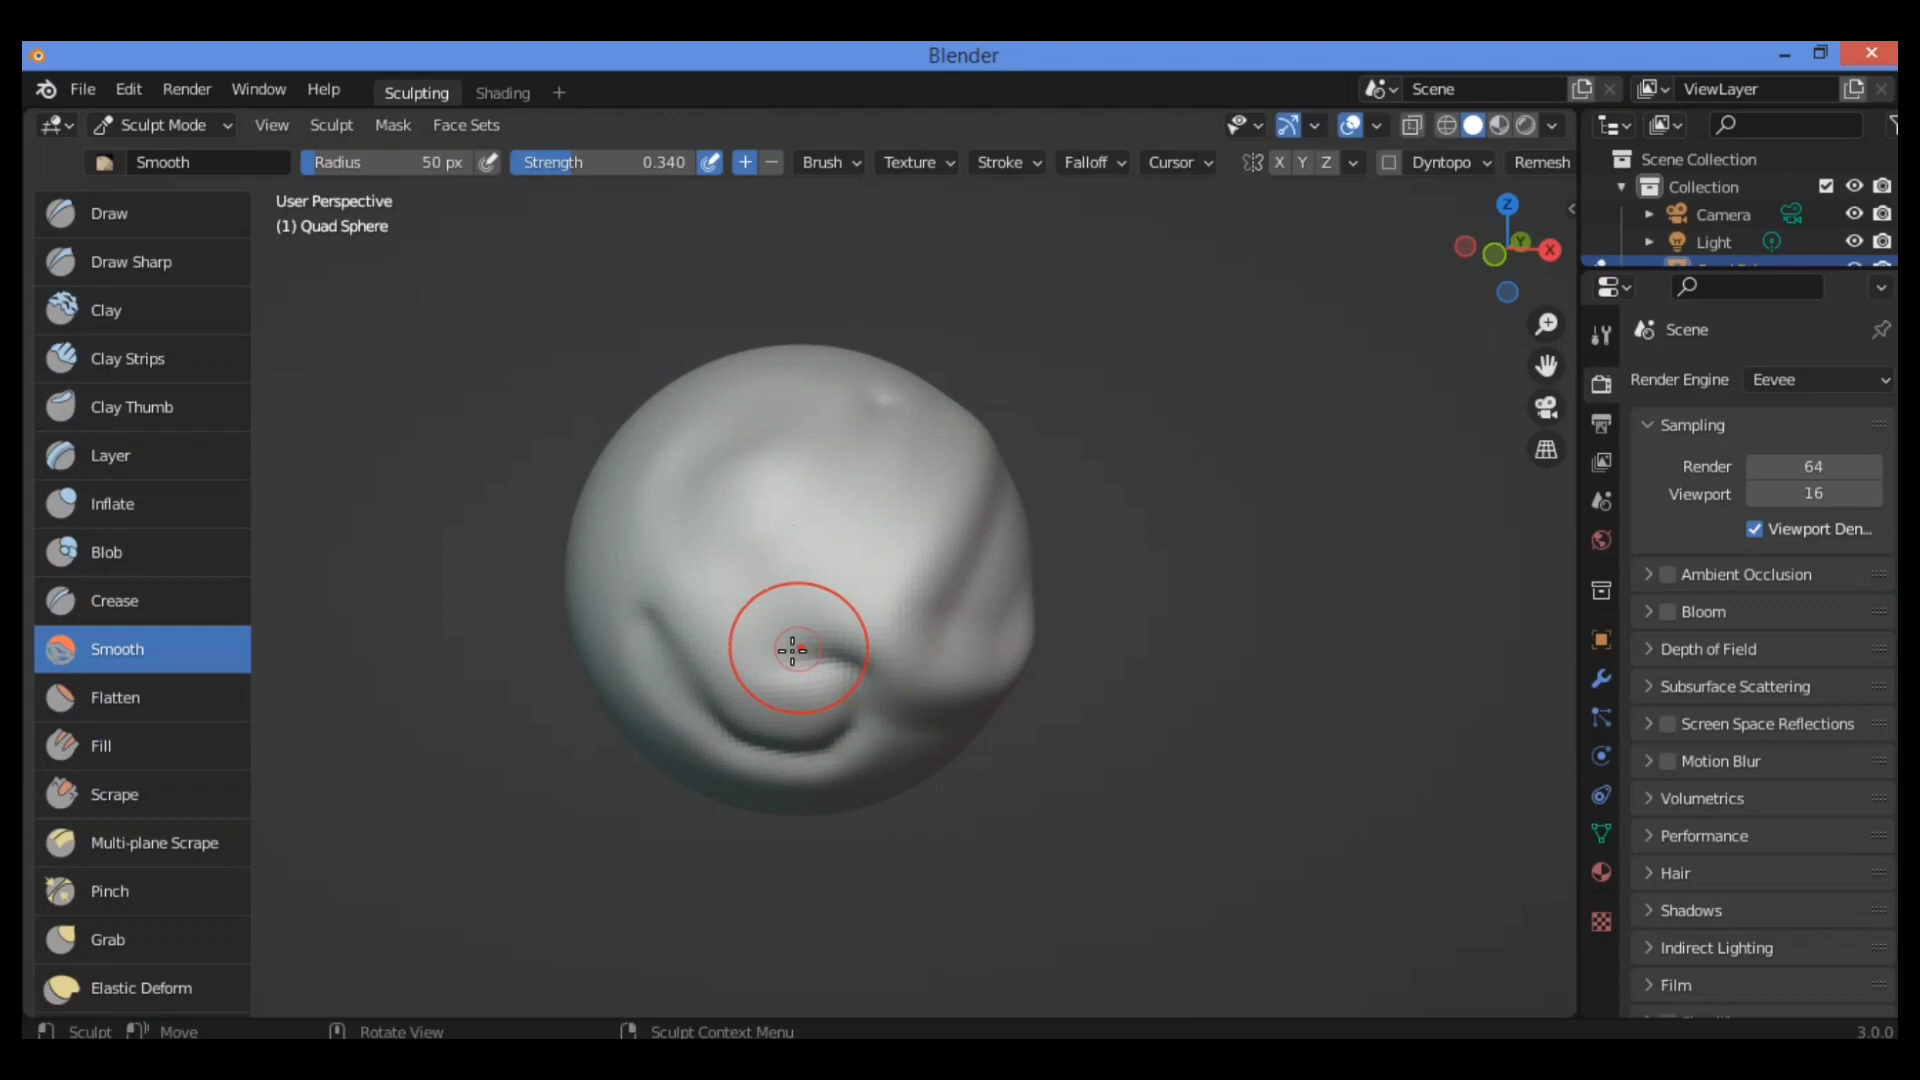 Blender
File Edit Render Window Help Sculpting Shading + Scene ViewLayer
Sculpt Mode View Sculpt Mask Face Sets
Smooth Radius 50 px Strength 0.340 + − Brush Texture Stroke Falloff Cursor X Y Z Dyntopo Remesh
User Perspective
(1) Quad Sphere
Z
Y
X
Draw
Draw Sharp
Clay
Clay Strips
Clay Thumb
Layer
Inflate
Blob
Crease
Smooth
Flatten
Fill
Scrape
Multi-plane Scrape
Pinch
Grab
Elastic Deform
Scene Collection
Collection
Camera
Light
Scene
Render Engine Eevee
Sampling
Render 64
Viewport 16
Viewport Den...
Ambient Occlusion
Bloom
Depth of Field
Subsurface Scattering
Screen Space Reflections
Motion Blur
Volumetrics
Performance
Hair
Shadows
Indirect Lighting
Film
Sculpt Move Rotate View Sculpt Context Menu 3.0.0